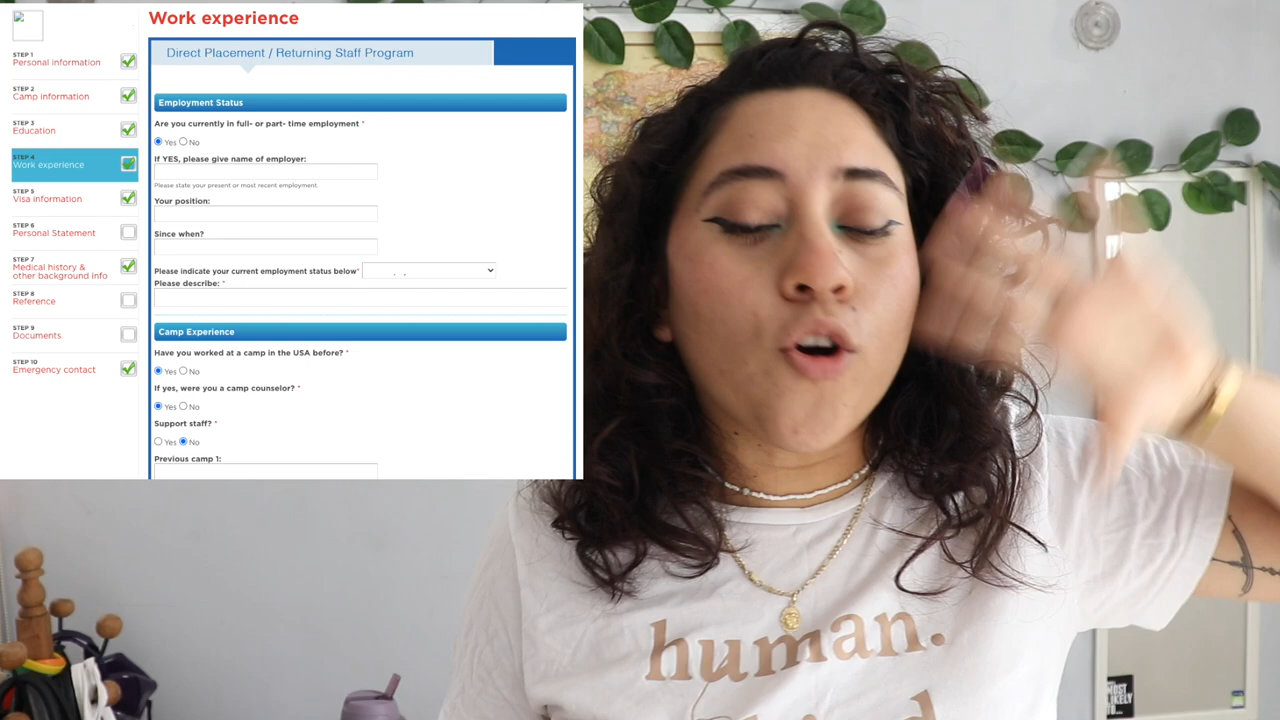 Work experience
Direct Placement / Returning Staff Program
STEP 1
Personal information
STEP 2
Camp information
STEP 3
Education
STEP 4
Work experience
STEP 5
Visa information
STEP 6
Personal Statement
STEP 7
Medical history &
other background info
STEP 8
Reference
STEP 9
Documents
STEP 10
Emergency contact
Employment Status
Are you currently in full- or part- time employment *
Yes No
If YES, please give name of employer:
Please state your present or most recent employment.
Your position:
Since when?
Please indicate your current employment status below*
Please describe: *
Camp Experience
Have you worked at a camp in the USA before? *
Yes No
If yes, were you a camp counselor? *
Yes No
Support staff? *
Yes No
Previous camp 1:
human.
MOST
LIKELY